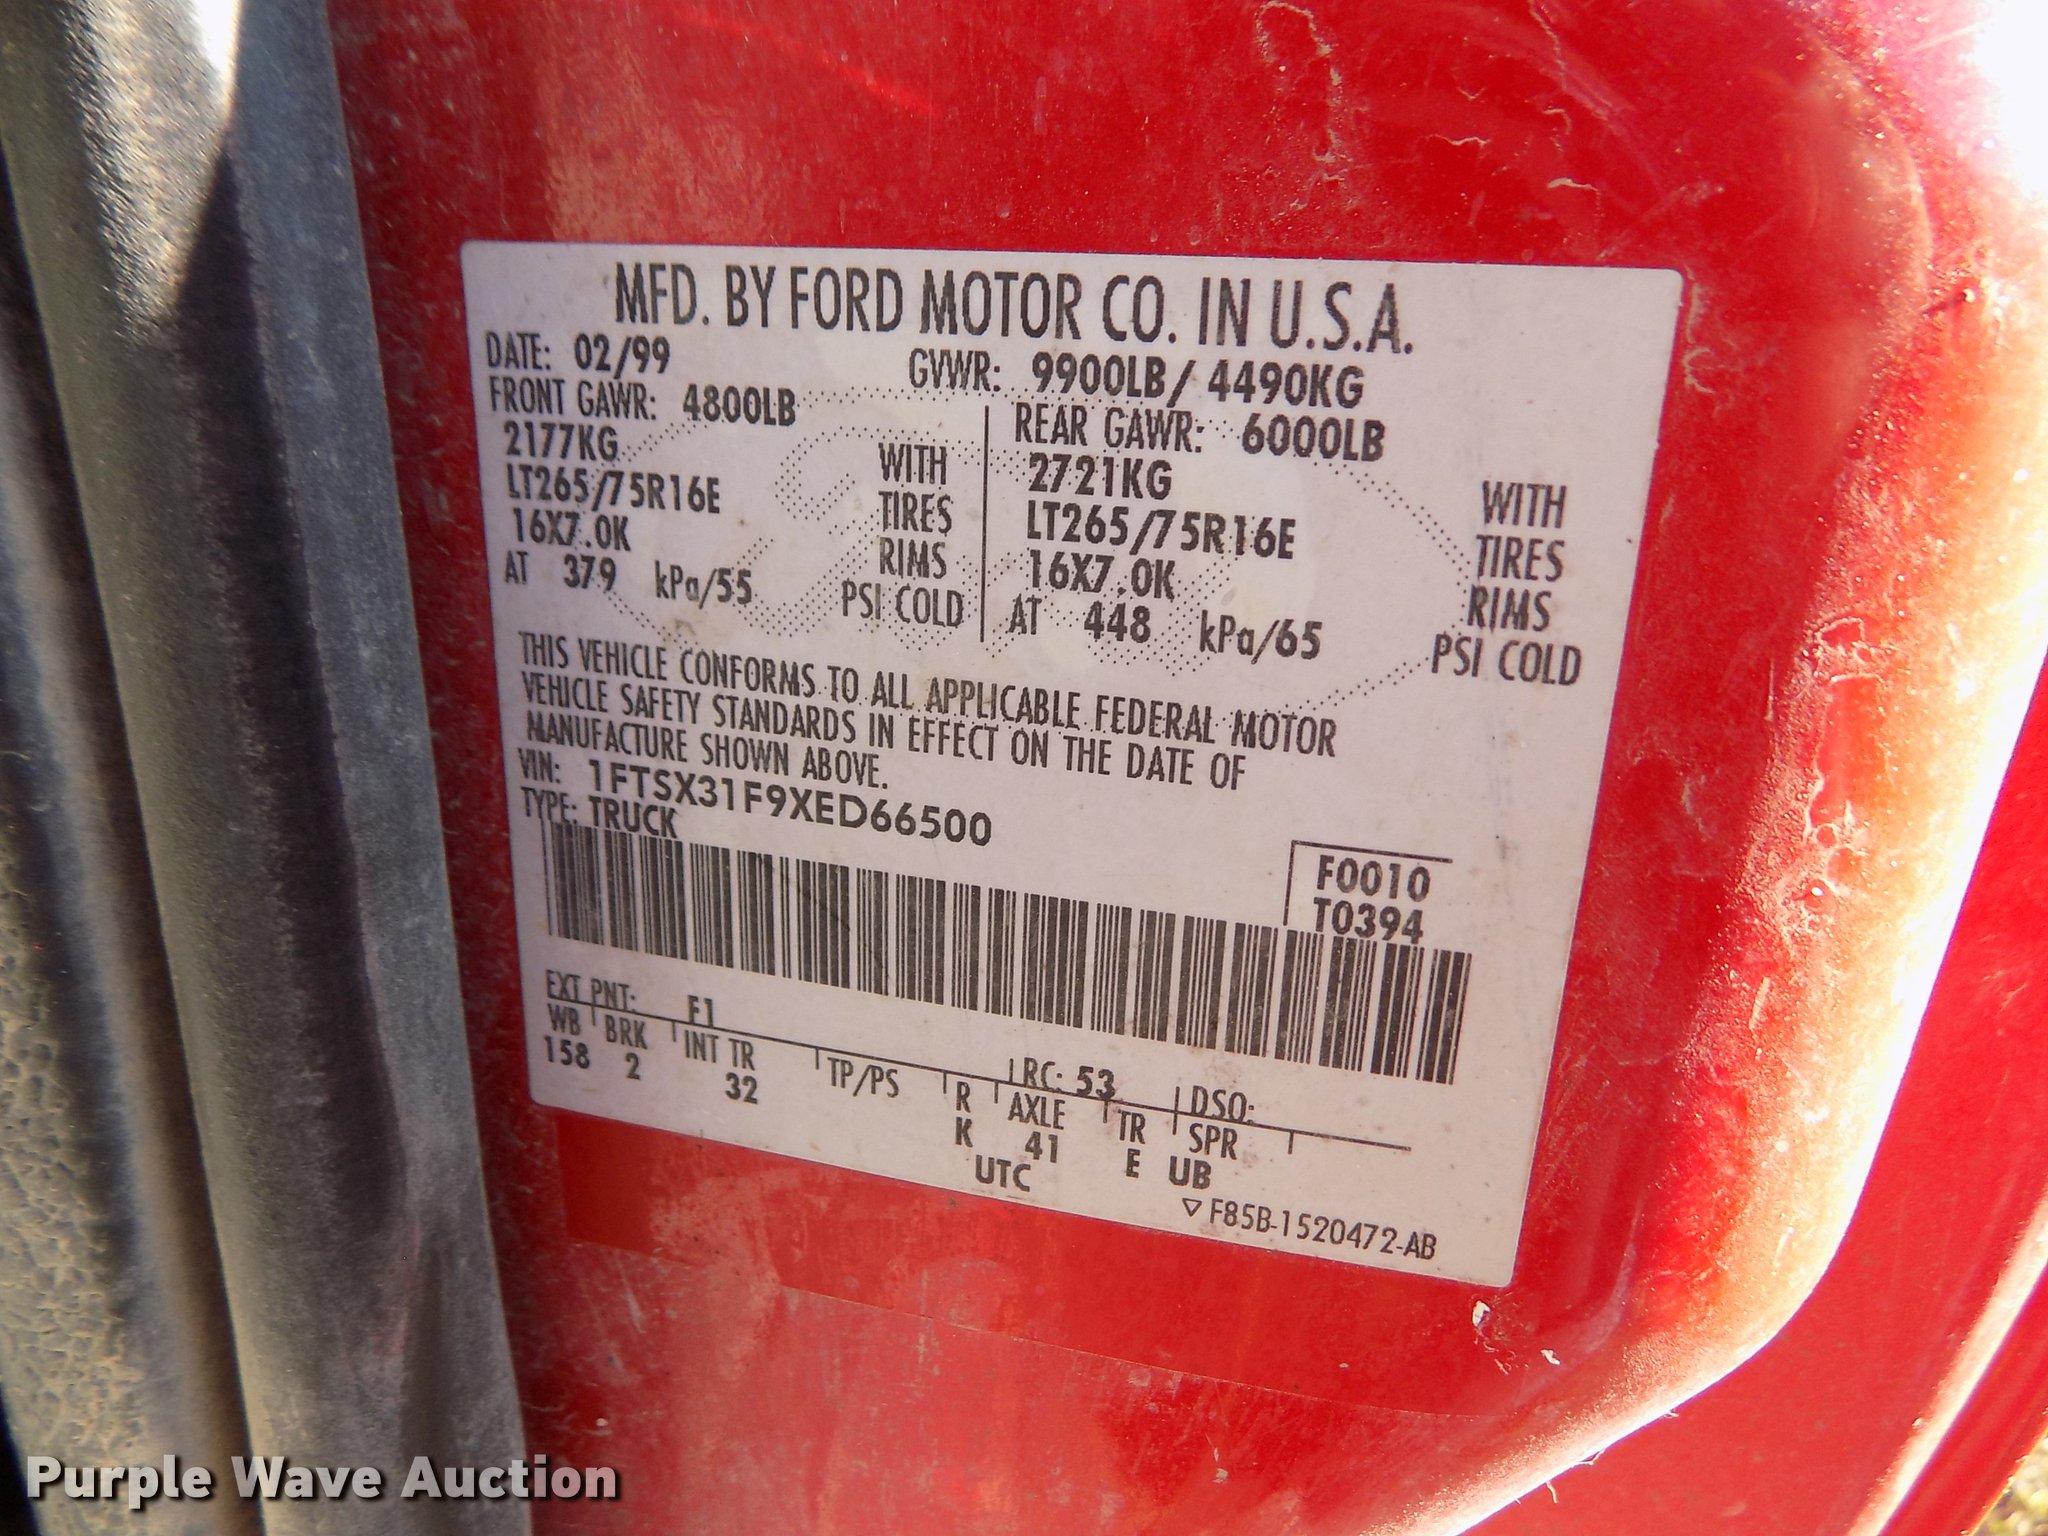 MFD. BY FORD MOTOR CO. IN U.S.A.
DATE: 02/99 GVWR: 9900LB/ 4490KG
FRONT GAWR: 4800LB REAR GAWR: 6000LB
2177KG WITH 2721KG WITH
LT265/75R16E TIRES LT265/75R16E TIRES
16X7.0K RIMS 16X7.0K RIMS
AT 379 kPa/55 PSI COLD AT 448 kPa/65 PSI COLD
THIS VEHICLE CONFORMS TO ALL APPLICABLE FEDERAL MOTOR
VEHICLE SAFETY STANDARDS IN EFFECT ON THE DATE OF
MANUFACTURE SHOWN ABOVE.
VIN: 1FTSX31F9XED66500
TYPE: TRUCK
F0010
T0394
EXT PNT: F1 RC: 53 DSO:
WB BRK INT TR TP/PS R AXLE TR SPR
158 2 32 K 41 E UB
UTC
▽ F85B-1520472-AB
Purple Wave Auction